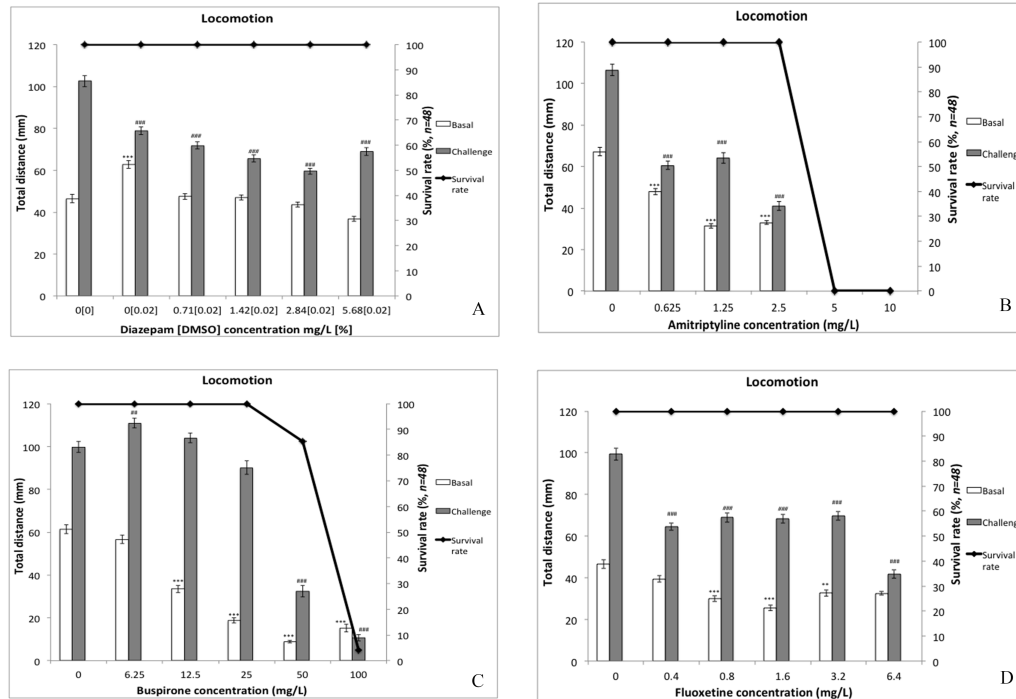 Locomotion
120
100
80
60
40
20
0
Total distance (mm)
100
90
80
70
60
50
40
30
20
10
0
Survival rate (%, n=48)
Basal
Challenge
Survival
rate
***
###
###
###
###
###
0[0] 0[0.02] 0.71[0.02] 1.42[0.02] 2.84[0.02] 5.68[0.02]
Diazepam [DMSO] concentration mg/L [%]
A
Locomotion
120
100
80
60
40
20
0
Total distance (mm)
100
90
80
70
60
50
40
30
20
10
0
Survival rate (%, n=48)
Basal
Challenge
Survival
rate
***
###
***
###
***
###
0 0.625 1.25 2.5 5 10
Amitriptyline concentration (mg/L)
B
Locomotion
120
100
80
60
40
20
0
Total distance (mm)
100
90
80
70
60
50
40
30
20
10
0
Survival rate (%, n=48)
Basal
Challenge
Survival
rate
##
***
***
***
###
***
###
0 6.25 12.5 25 50 100
Buspirone concentration (mg/L)
C
Locomotion
120
100
80
60
40
20
0
Total distance (mm)
100
90
80
70
60
50
40
30
20
10
0
Survival rate (%, n=48)
Basal
Challenge
Survival
rate
###
***
###
***
###
**
###
###
0 0.4 0.8 1.6 3.2 6.4
Fluoxetine concentration (mg/L)
D